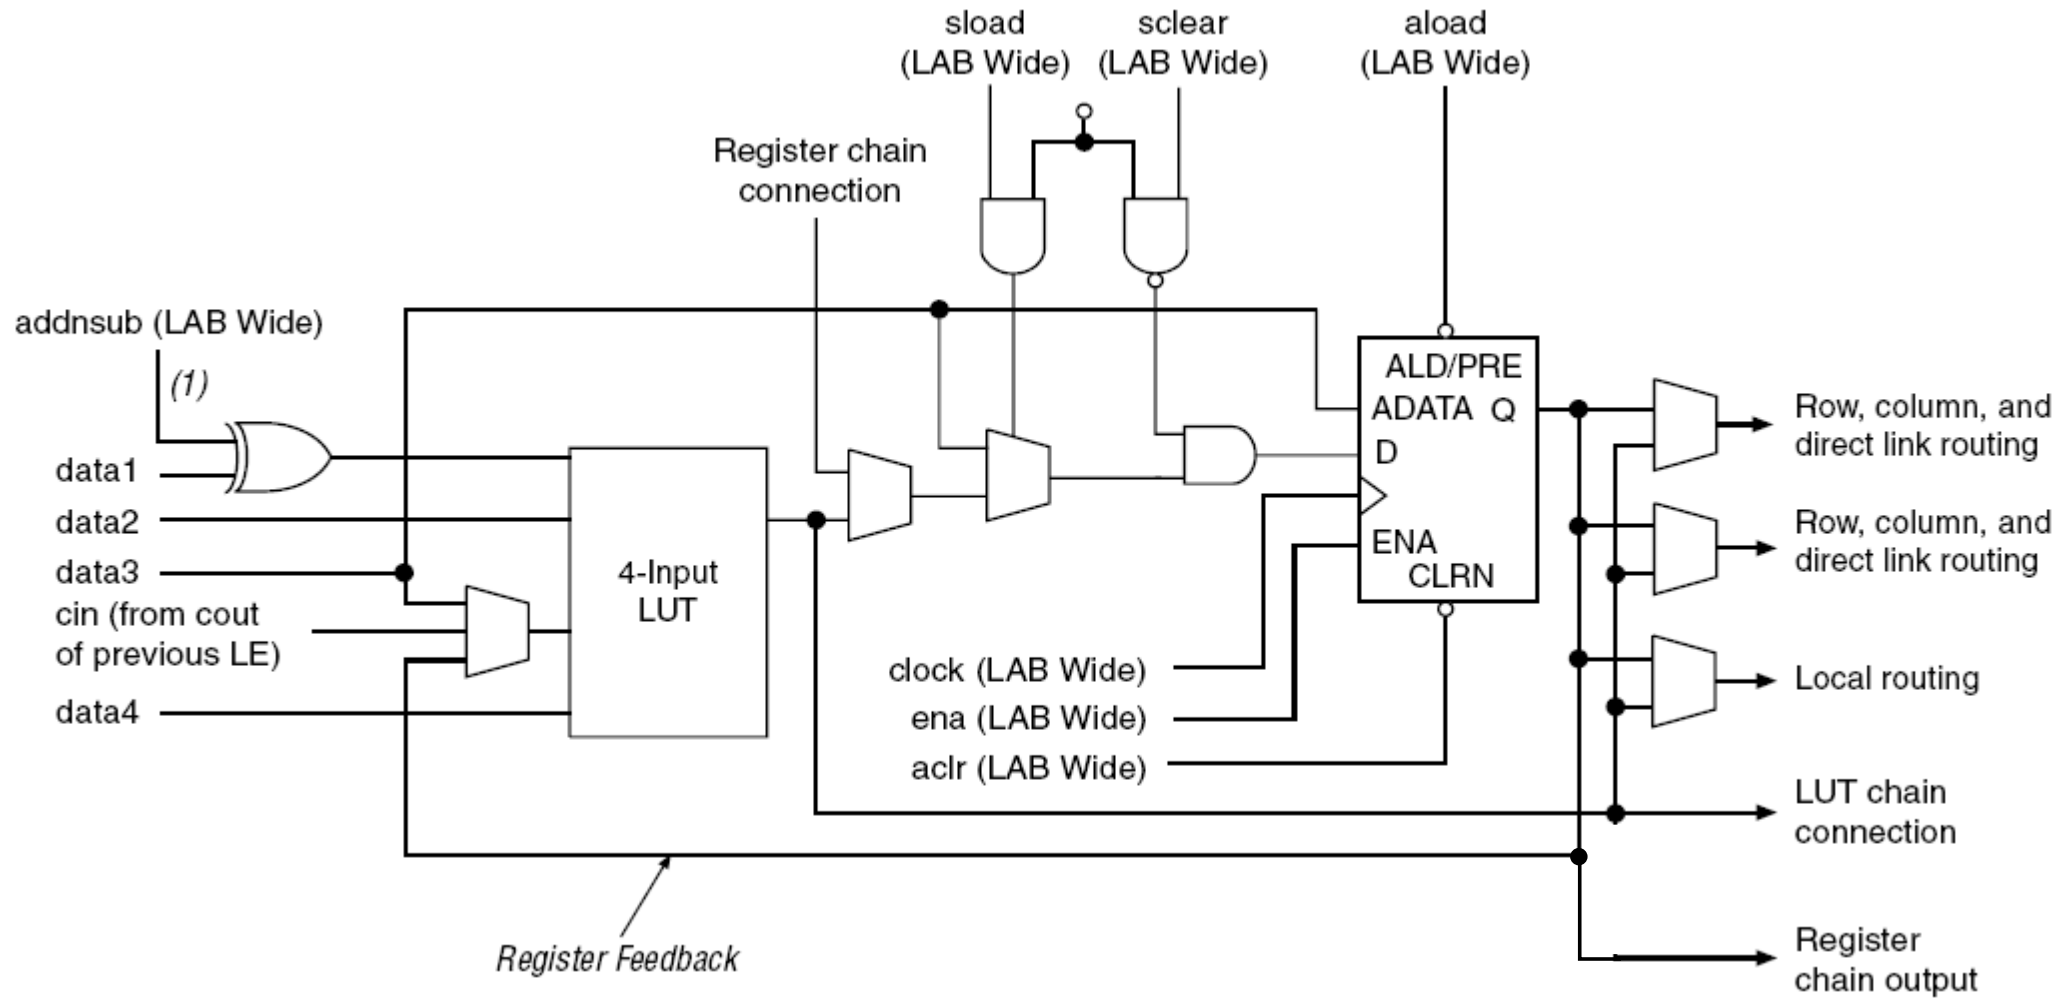 sload
(LAB Wide)
sclear
(LAB Wide)
aload
(LAB Wide)
Register chain
connection
addnsub (LAB Wide)
(1)
data1
data2
data3
cin (from cout
of previous LE)
data4
4-Input
LUT
ALD/PRE
ADATA Q
D
ENA
CLRN
clock (LAB Wide)
ena (LAB Wide)
aclr (LAB Wide)
Row, column, and
direct link routing
Row, column, and
direct link routing
Local routing
LUT chain
connection
Register
chain output
Register Feedback